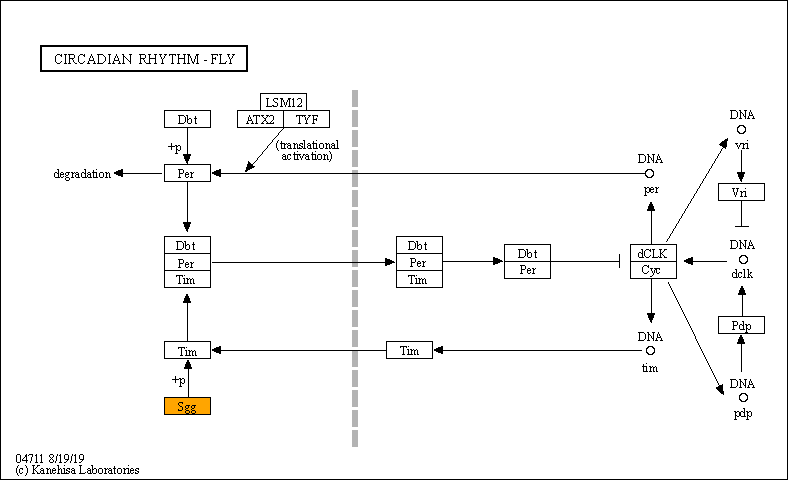 CIRCADIAN RHYTHM - FLY
LSM12
Dbt
ATX2
TYF
DNA
+p
(translational
activation)
vri
degradation
Per
DNA
per
Vri
Dbt
Per
Tim
Dbt
Per
Tim
Dbt
Per
dCLK
Cyc
DNA
dclk
Pdp
Tim
Tim
DNA
tim
+p
Sgg
DNA
pdp
04711 8/19/19
(c) Kanehisa Laboratories